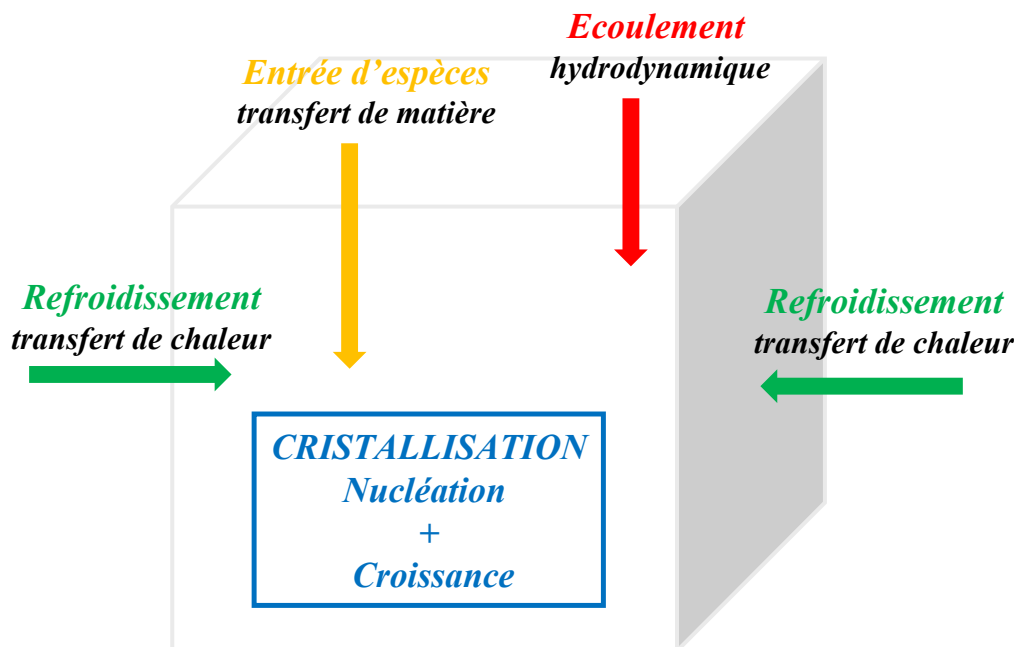 Ecoulement
hydrodynamique
Entrée d'espèces
transfert de matière
Refroidissement
transfert de chaleur
Refroidissement
transfert de chaleur
CRISTALLISATION
Nucléation
+
Croissance